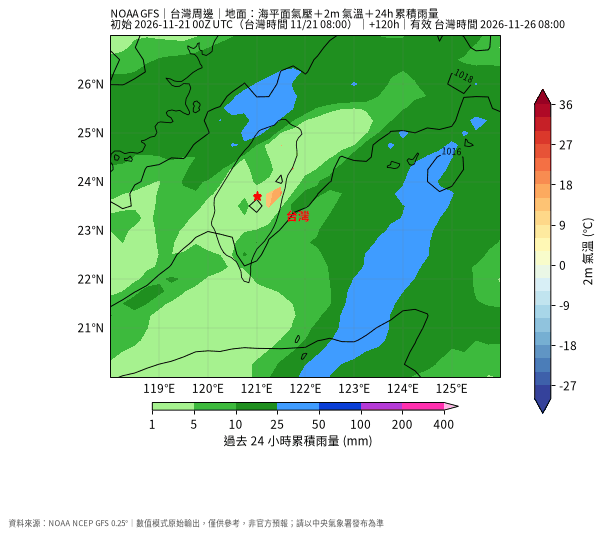 NOAA GFS｜台灣周邊｜地面：海平面氣壓＋2m 氣溫＋24h 累積雨量
初始 2026-11-21 00Z UTC（台灣時間 11/21 08:00）｜+120h｜有效 台灣時間 2026-11-26 08:00
26°N
25°N
24°N
23°N
22°N
21°N
1018
1016
台灣
119°E 120°E 121°E 122°E 123°E 124°E 125°E
36
27
18
9
0
-9
-18
-27
2m 氣溫 (°C)
1 5 10 25 50 100 200 400
過去 24 小時累積雨量 (mm)
資料來源：NOAA NCEP GFS 0.25°｜數值模式原始輸出，僅供參考，非官方預報；請以中央氣象署發布為準